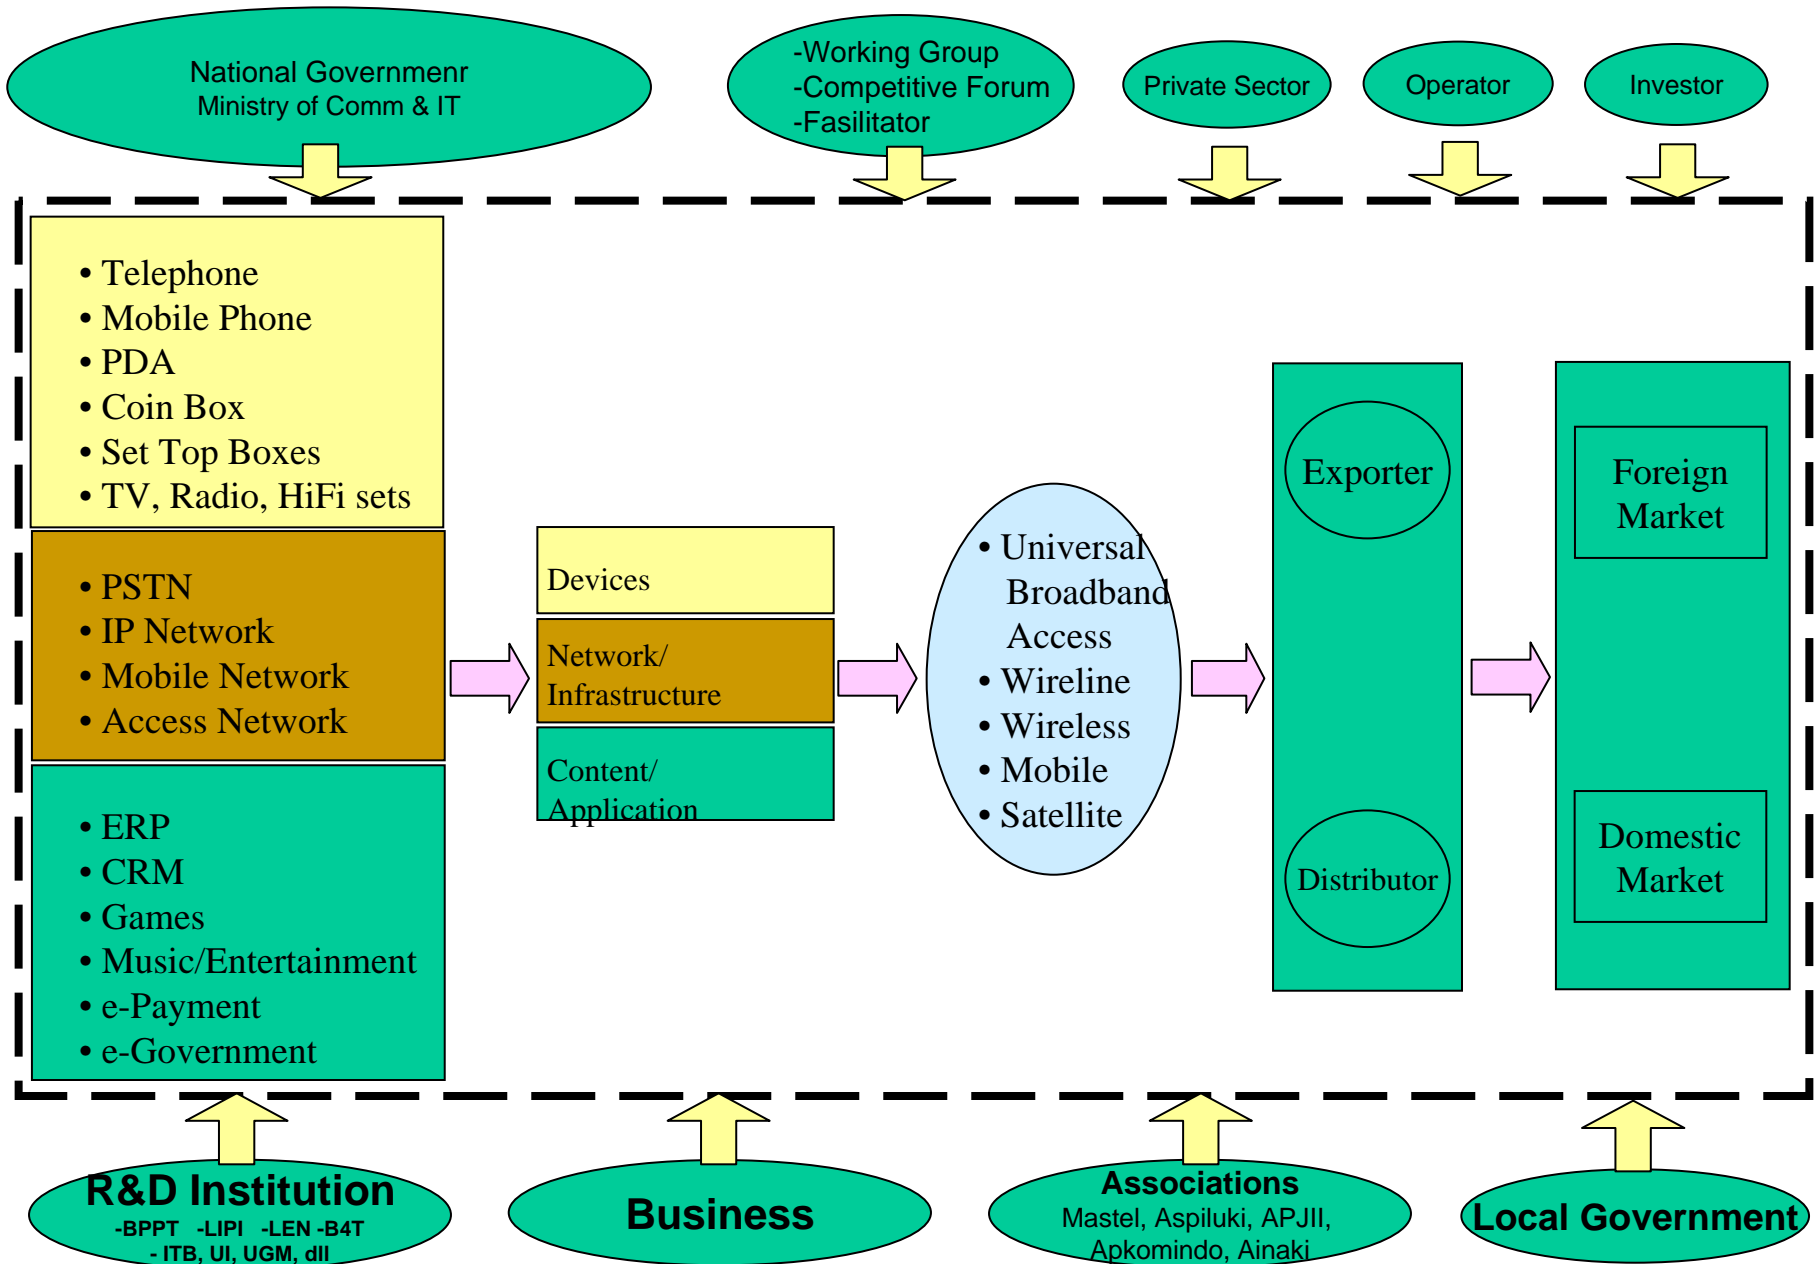 National Governmenr
Ministry of Comm & IT
-Working Group
-Competitive Forum
-Fasilitator
Private Sector
Operator
Investor
• Telephone
• Mobile Phone
• PDA
• Coin Box
• Set Top Boxes
• TV, Radio, HiFi sets
• PSTN
• IP Network
• Mobile Network
• Access Network
• ERP
• CRM
• Games
• Music/Entertainment
• e-Payment
• e-Government
Devices
Network/
Infrastructure
Content/
Application
• Universal
Broadband
Access
• Wireline
• Wireless
• Mobile
• Satellite
Exporter
Distributor
Foreign
Market
Domestic
Market
R&D Institution
-BPPT -LIPI -LEN -B4T
- ITB, UI, UGM, dll
Business
Associations
Mastel, Aspiluki, APJII,
Apkomindo, Ainaki
Local Government